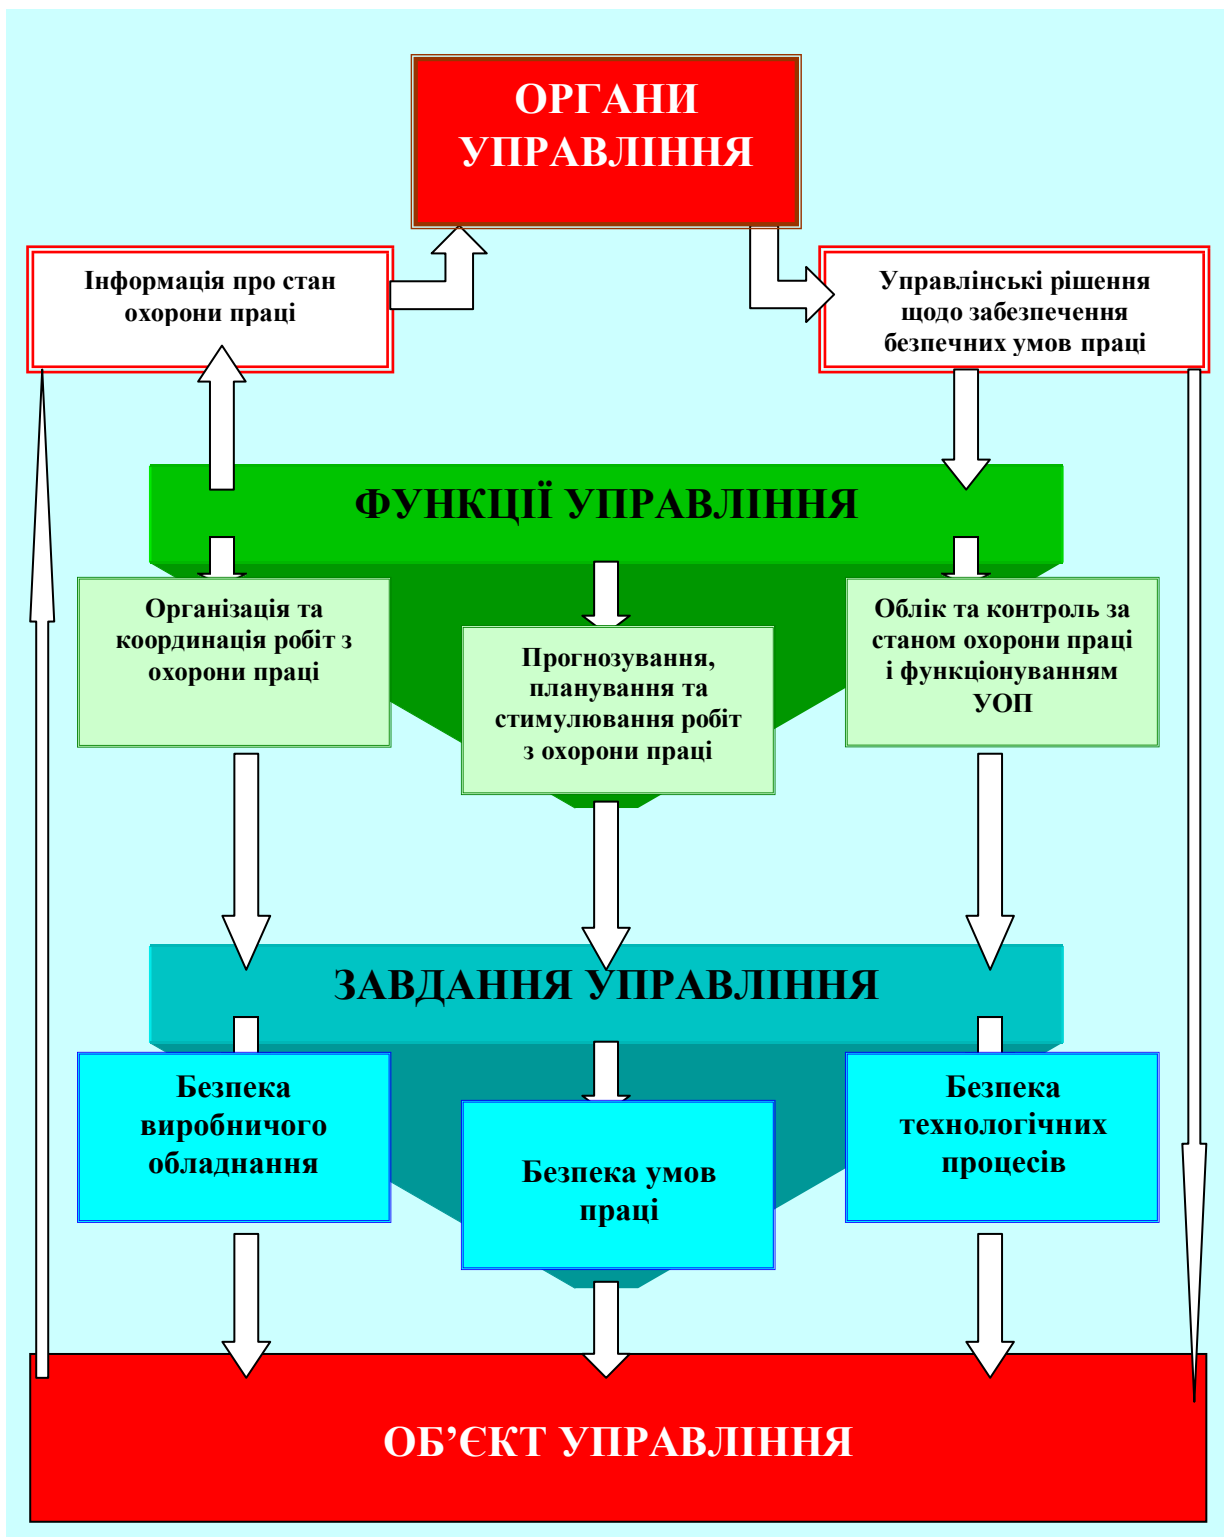 ОРГАНИ
УПРАВЛІННЯ
Інформація про стан
охорони праці
Управлінські рішення
щодо забезпечення
безпечних умов праці
ФУНКЦІЇ УПРАВЛІННЯ
Організація та
координація робіт з
охорони праці
Прогнозування,
планування та
стимулювання робіт
з охорони праці
Облік та контроль за
станом охорони праці
і функціонуванням
УОП
ЗАВДАННЯ УПРАВЛІННЯ
Безпека
виробничого
обладнання
Безпека умов
праці
Безпека
технологічних
процесів
ОБ’ЄКТ УПРАВЛІННЯ